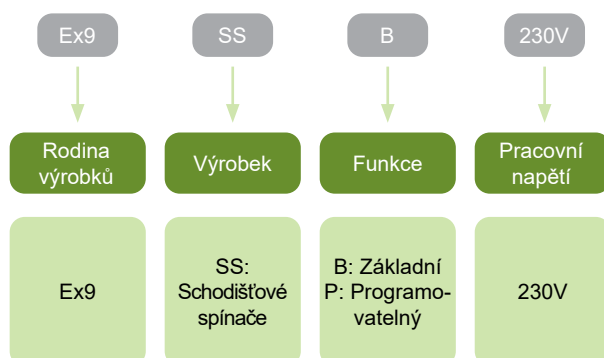 Ex9 SS B 230V
Rodina výrobků Výrobek Funkce Pracovní napětí
Ex9
SS:
Schodišťové
spínače
B: Základní
P: Programo-
vatelný
230V